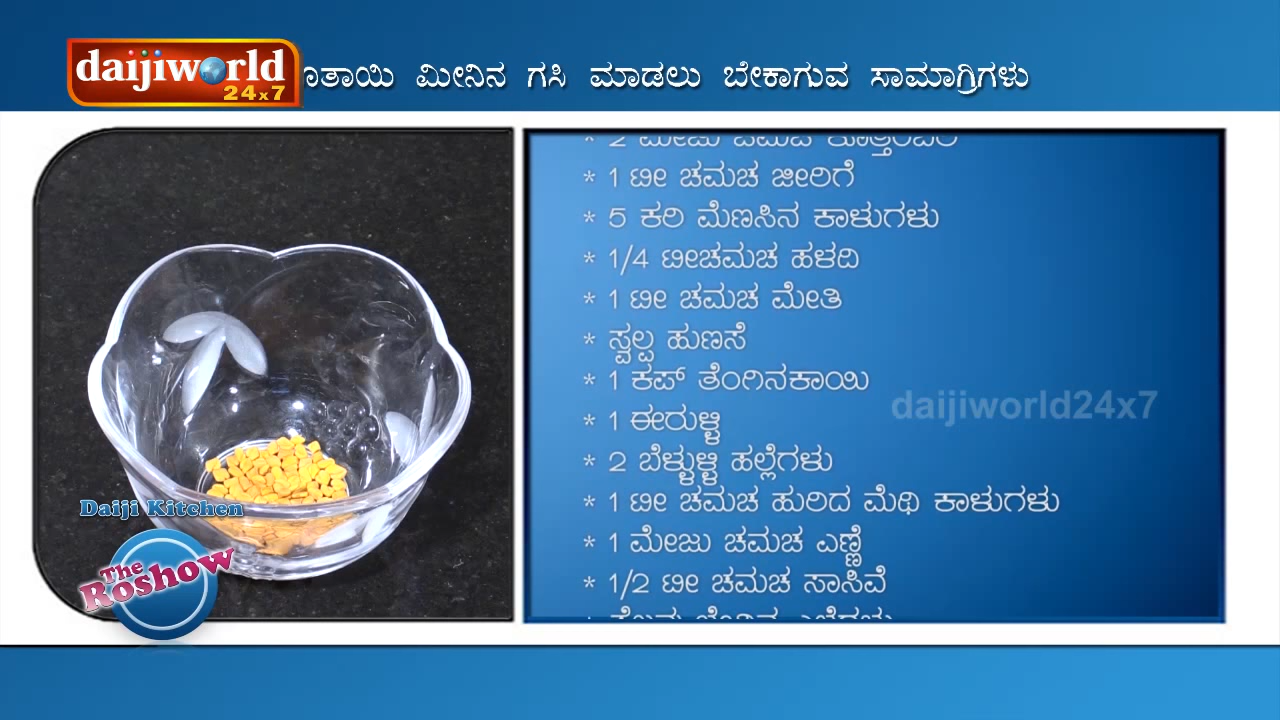 daijiworld
24x7
ಮೀನಿನ ಗಸಿ ಮಾಡಲು ಬೇಕಾಗುವ ಸಾಮಾಗ್ರಿಗಳು
* 1 ಟೀ ಚಮಚ ಜೀರಿಗೆ
* 5 ಕರಿ ಮೆಣಸಿನ ಕಾಳುಗಳು
* 1/4 ಟೀಚಮಚ ಹಳದಿ
* 1 ಟೀ ಚಮಚ ಮೇತಿ
* ಸ್ವಲ್ಪ ಹುಣಸೆ
* 1 ಕಪ್ ತೆಂಗಿನಕಾಯಿ
* 1 ಈರುಳ್ಳಿ
* 2 ಬೆಳ್ಳುಳ್ಳಿ ಹಲ್ಲೆಗಳು
* 1 ಟೀ ಚಮಚ ಹುರಿದ ಮೆಥಿ ಕಾಳುಗಳು
* 1 ಮೇಜು ಚಮಚ ಎಣ್ಣೆ
* 1/2 ಟೀ ಚಮಚ ಸಾಸಿವೆ
daijiworld24x7
Daiji Kitchen
The
Roshow